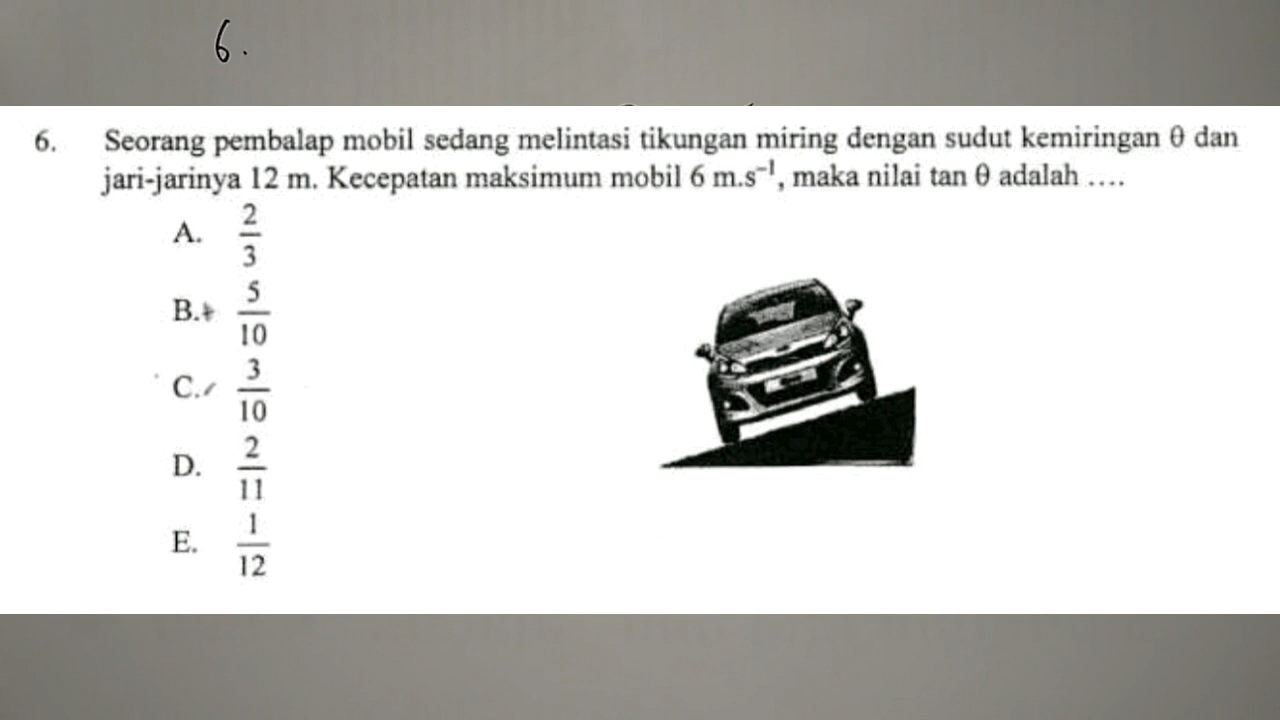 6.
6. Seorang pembalap mobil sedang melintasi tikungan miring dengan sudut kemiringan θ dan
jari-jarinya 12 m. Kecepatan maksimum mobil 6 m.s⁻¹, maka nilai tan θ adalah ….
A. 2/3
B. 5/10
C. 3/10
D. 2/11
E. 1/12